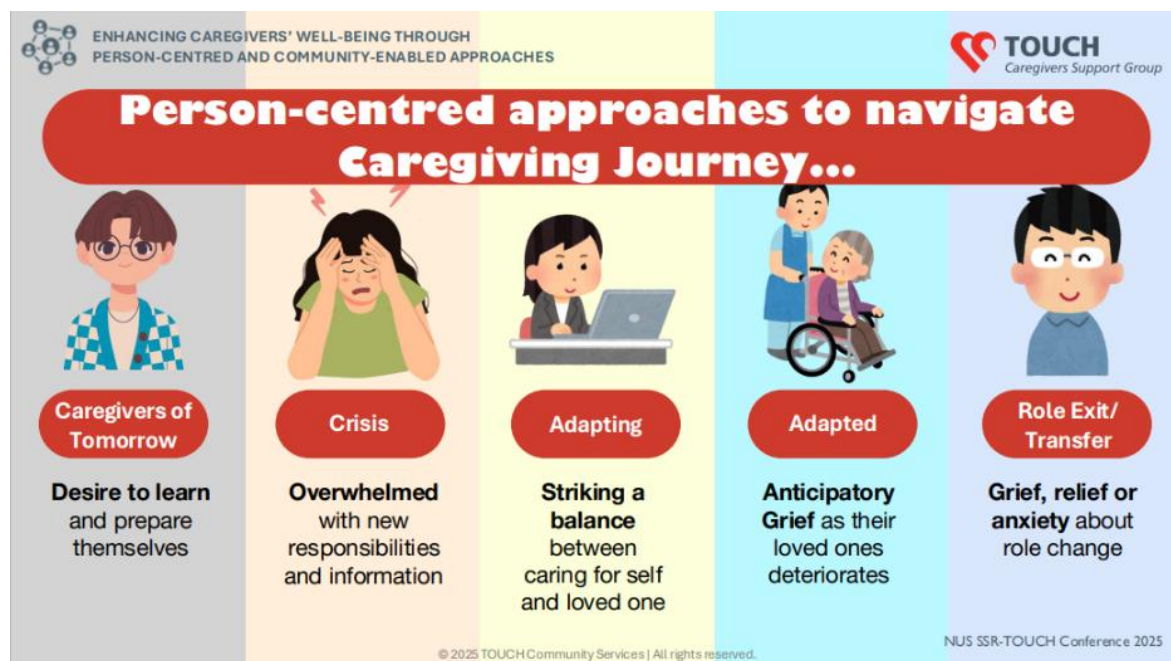 ENHANCING CAREGIVERS' WELL-BEING THROUGH
PERSON-CENTRED AND COMMUNITY-ENABLED APPROACHES
TOUCH
Caregivers Support Group
Person-centred approaches to navigate
Caregiving Journey...
Caregivers of
Tomorrow
Desire to learn
and prepare
themselves
Crisis
Overwhelmed
with new
responsibilities
and information
Adapting
Striking a
balance
between
caring for self
and loved one
Adapted
Anticipatory
Grief as their
loved ones
deteriorates
Role Exit/
Transfer
Grief, relief or
anxiety about
role change
NUS SSR-TOUCH Conference 2025
© 2025 TOUCH Community Services | All rights reserved.